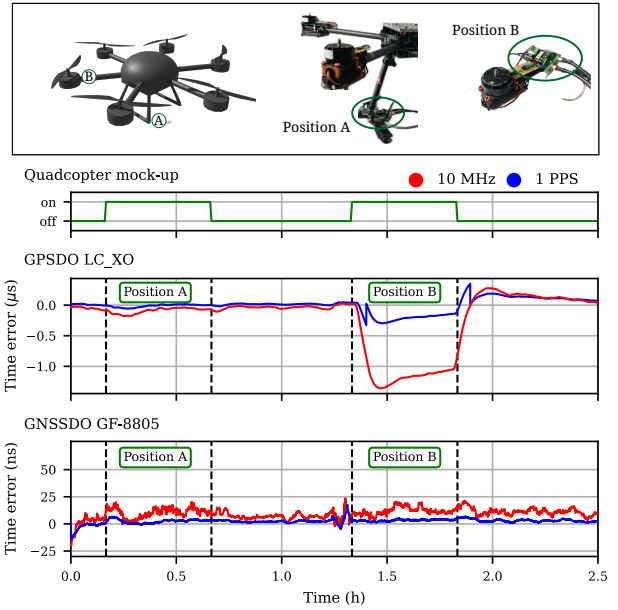 Position B
B
A
Position A
Quadcopter mock-up
10 MHz
1 PPS
on
off
GPSDO LC_XO
Time error (μs)
0.0
−0.5
−1.0
Position A
Position B
GNSSDO GF-8805
Time error (ns)
50
25
0
−25
Position A
Position B
0.0
0.5
1.0
1.5
2.0
2.5
Time (h)